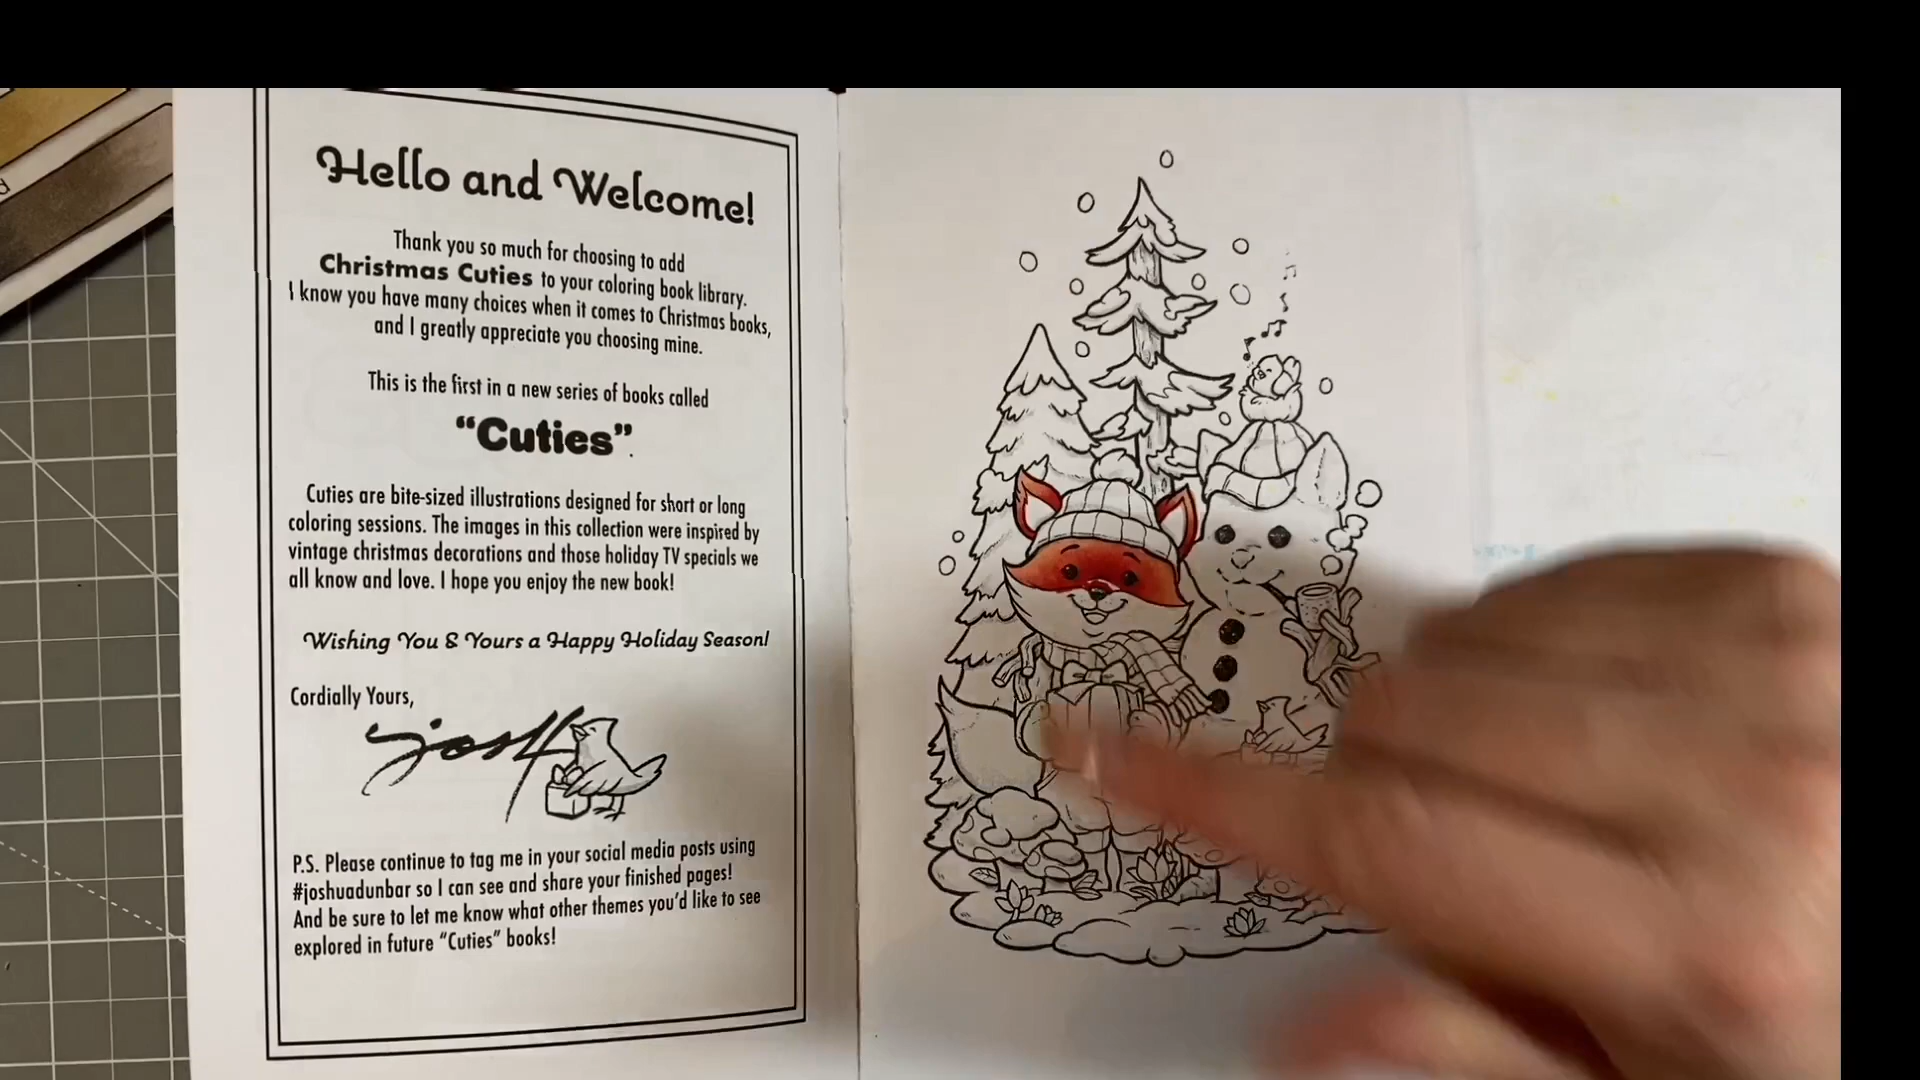 Hello and Welcome!
Thank you so much for choosing to add
Christmas Cuties to your coloring book library.
I know you have many choices when it comes to Christmas books,
and I greatly appreciate you choosing mine.
This is the first in a new series of books called
“Cuties”.
Cuties are bite-sized illustrations designed for short or long
coloring sessions. The images in this collection were inspired by
vintage christmas decorations and those holiday TV specials we
all know and love. I hope you enjoy the new book!
Wishing You & Yours a Happy Holiday Season!
Cordially Yours,
josh
P.S. Please continue to tag me in your social media posts using
#joshuadunbar so I can see and share your finished pages!
And be sure to let me know what other themes you’d like to see
explored in future “Cuties” books!